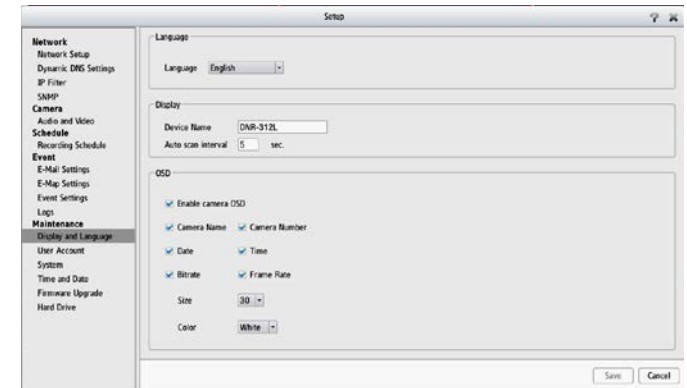 Setup
? ×
Network
Network Setup
Dynamic DNS Settings
IP Filter
SNMP
Camera
Audio and Video
Schedule
Recording Schedule
Event
E-Mail Settings
E-Map Settings
Event Settings
Logs
Maintenance
Display and Language
User Account
System
Time and Date
Firmware Upgrade
Hard Drive
Language
Language English
Display
Device Name DNR-312L
Auto scan interval 5 sec.
OSD
Enable camera OSD
Camera Name Camera Number
Date Time
Bitrate Frame Rate
Size 30
Color White
Save Cancel